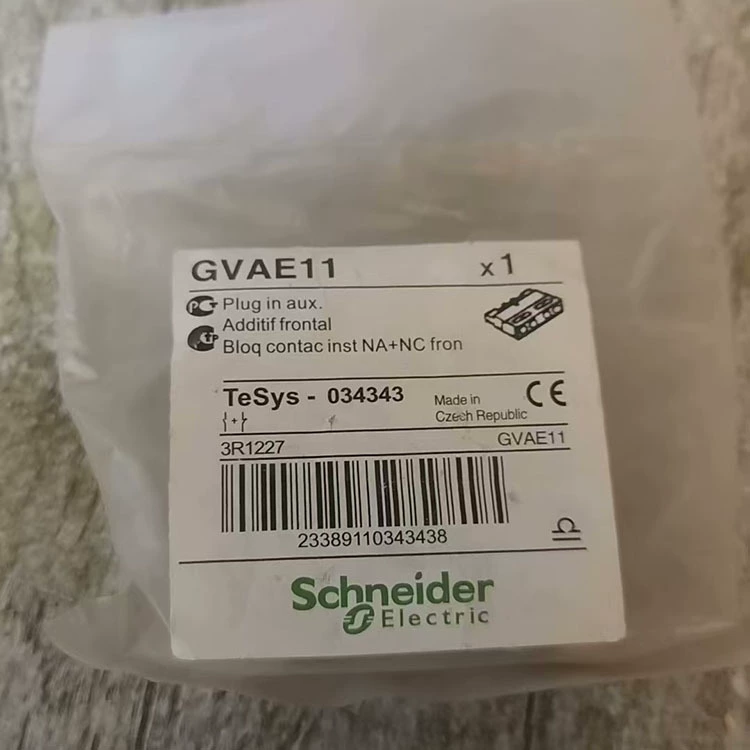 GVAE11 x 1
Plug in aux.
Additif frontal
Bloq contac inst NA+NC fron
TeSys - 034343
Made in
Czech Republic
CE
3R1227 GVAE11
23389110343438
Schneider
Electric